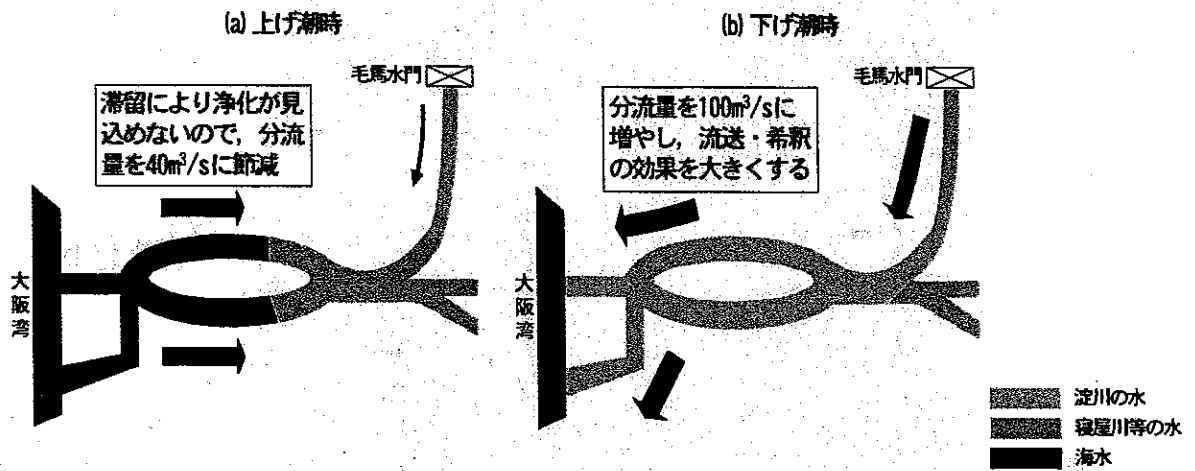 (a) 上げ潮時
毛馬水門
滞留により浄化が見
込めないので，分流
量を40m³/sに節減
大阪湾
(b) 下げ潮時
毛馬水門
分流量を100m³/sに
増やし，流送・希釈
の効果を大きくする
大阪湾
淀川の水
寝屋川等の水
海水